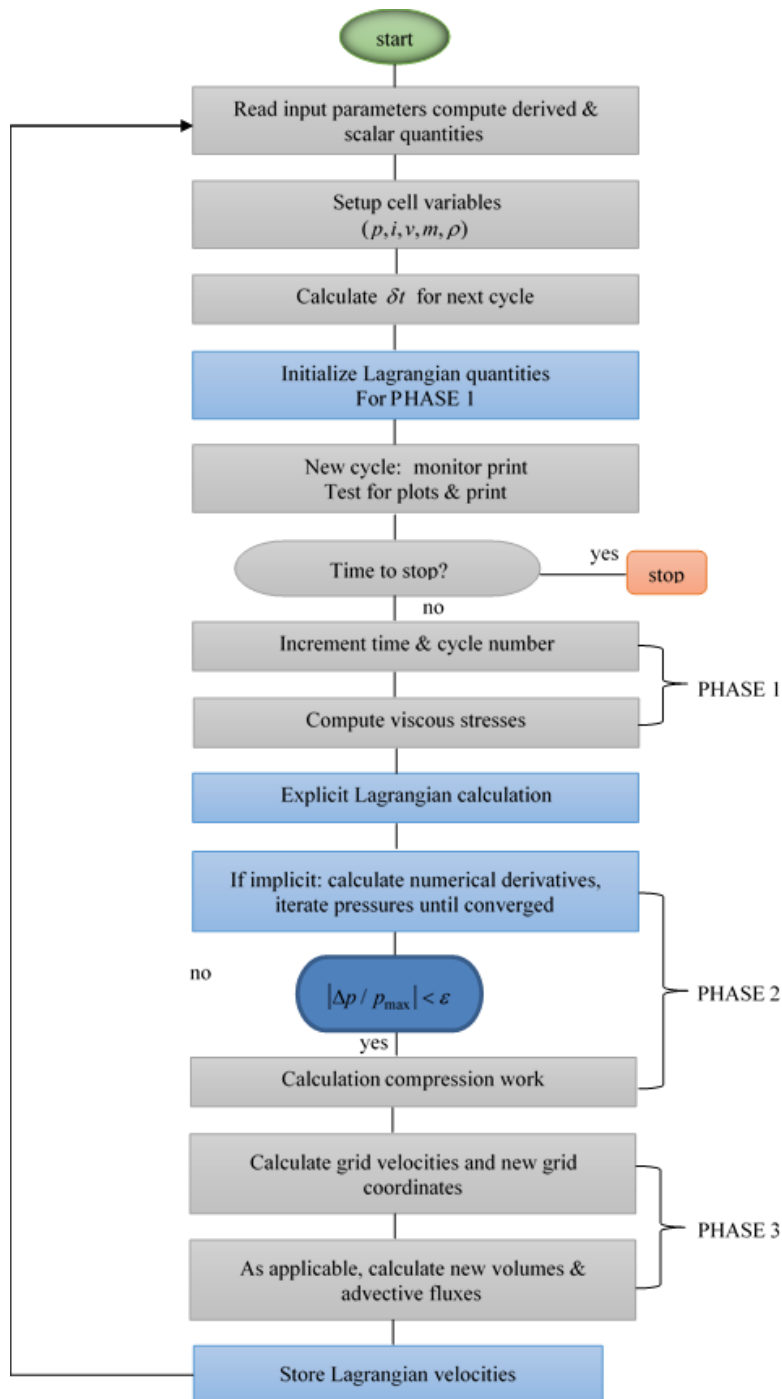 start
Read input parameters compute derived &
scalar quantities
Setup cell variables
(p,i,v,m,ρ)
Calculate δt for next cycle
Initialize Lagrangian quantities
For PHASE 1
New cycle: monitor print
Test for plots & print
Time to stop?
yes
stop
no
Increment time & cycle number
PHASE 1
Compute viscous stresses
Explicit Lagrangian calculation
If implicit: calculate numerical derivatives,
iterate pressures until converged
no
|Δp / pmax| < ε
PHASE 2
yes
Calculation compression work
Calculate grid velocities and new grid
coordinates
PHASE 3
As applicable, calculate new volumes &
advective fluxes
Store Lagrangian velocities